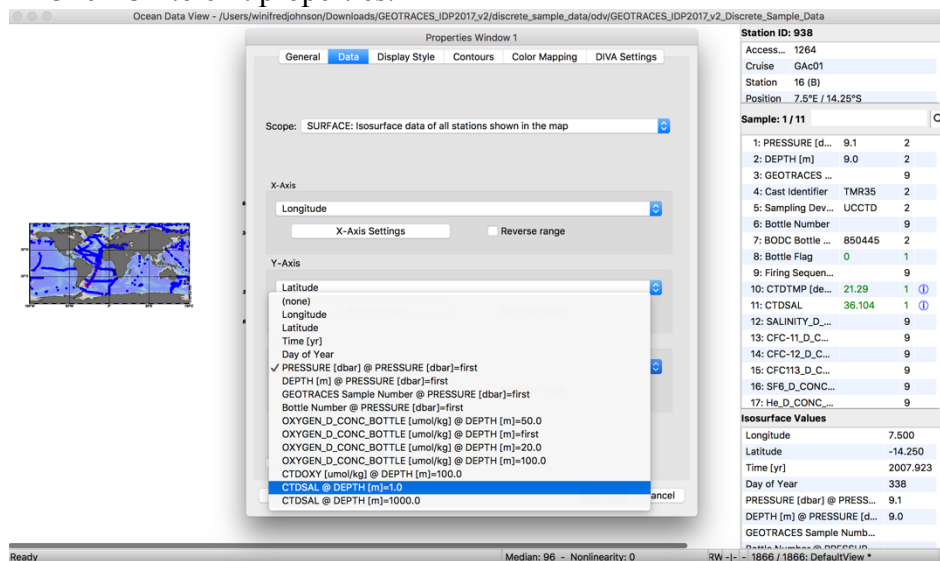 Ocean Data View - /Users/winifredjohnson/Downloads/GEOTRACES_IDP2017_v2/discrete_sample_data/odv/GEOTRACES_IDP2017_v2_Discrete_Sample_Data
Properties Window 1
General Data Display Style Contours Color Mapping DIVA Settings
Scope: SURFACE: Isosurface data of all stations shown in the map
X-Axis
Longitude
X-Axis Settings Reverse range
Y-Axis
Latitude
(none)
Longitude
Latitude
Time [yr]
Day of Year
✓ PRESSURE [dbar] @ PRESSURE [dbar]=first
DEPTH [m] @ PRESSURE [dbar]=first
GEOTRACES Sample Number @ PRESSURE [dbar]=first
Bottle Number @ PRESSURE [dbar]=first
OXYGEN_D_CONC_BOTTLE [umol/kg] @ DEPTH [m]=50.0
OXYGEN_D_CONC_BOTTLE [umol/kg] @ DEPTH [m]=first
OXYGEN_D_CONC_BOTTLE [umol/kg] @ DEPTH [m]=20.0
OXYGEN_D_CONC_BOTTLE [umol/kg] @ DEPTH [m]=100.0
CTDOXY [umol/kg] @ DEPTH [m]=100.0
CTDSAL @ DEPTH [m]=1.0
CTDSAL @ DEPTH [m]=1000.0
ancel
Station ID: 938
Access... 1264
Cruise GAc01
Station 16 (B)
Position 7.5°E / 14.25°S
Sample: 1 / 11
1: PRESSURE [d... 9.1 2
2: DEPTH [m] 9.0 2
3: GEOTRACES ... 9
4: Cast Identifier TMR35 2
5: Sampling Dev... UCCTD 2
6: Bottle Number 9
7: BODC Bottle ... 850445 2
8: Bottle Flag 0 1
9: Firing Sequen... 9
10: CTDTMP [de... 21.29 1
11: CTDSAL 36.104 1
12: SALINITY_D_... 9
13: CFC-11_D_C... 9
14: CFC-12_D_C... 9
15: CFC113_D_C... 9
16: SF6_D_CONC... 9
17: He_D_CONC_... 9
Isosurface Values
Longitude 7.500
Latitude -14.250
Time [yr] 2007.923
Day of Year 338
PRESSURE [dbar] @ PRESS... 9.1
DEPTH [m] @ PRESSURE [d... 9.0
GEOTRACES Sample Numb...
Ready Median: 96 - Nonlinearity: 0 RW -|- - 1866 / 1866: DefaultView *